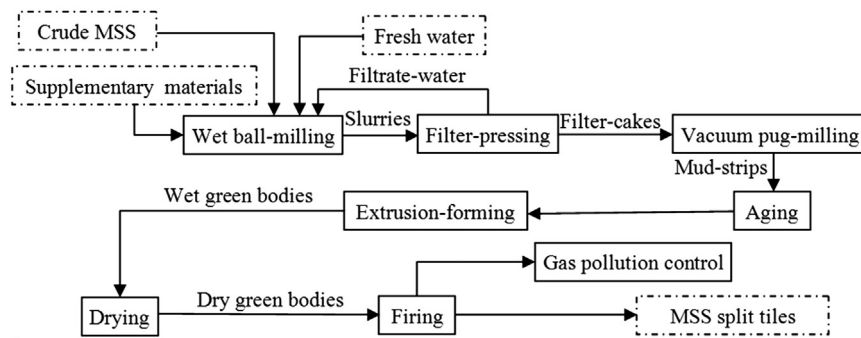 Crude MSS
Fresh water
Supplementary materials
Filtrate-water
Wet ball-milling
Slurries
Filter-pressing
Filter-cakes
Vacuum pug-milling
Mud-strips
Wet green bodies
Extrusion-forming
Aging
Gas pollution control
Drying
Dry green bodies
Firing
MSS split tiles